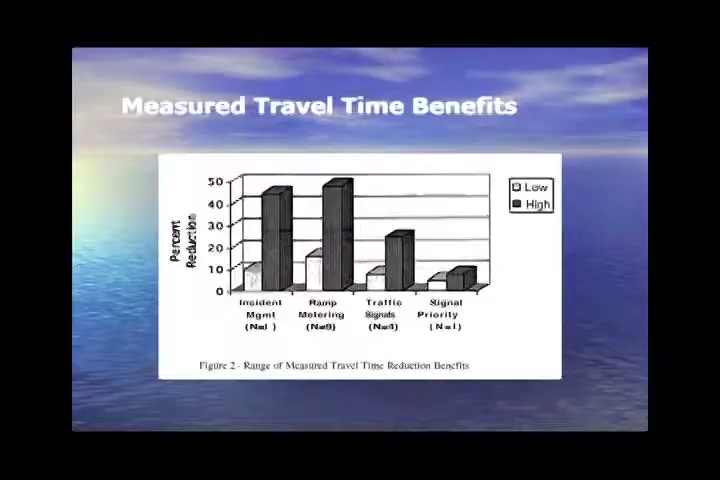 Measured Travel Time Benefits
50
40
30
20
10
0
Percent
Reduction
Low
High
Incident
Mgmt
Ramp
Metering
(N=9)
Traffic
Signals
(N=4)
Signal
Priority
(N=1)
Figure 2 - Range of Measured Travel Time Reduction Benefits